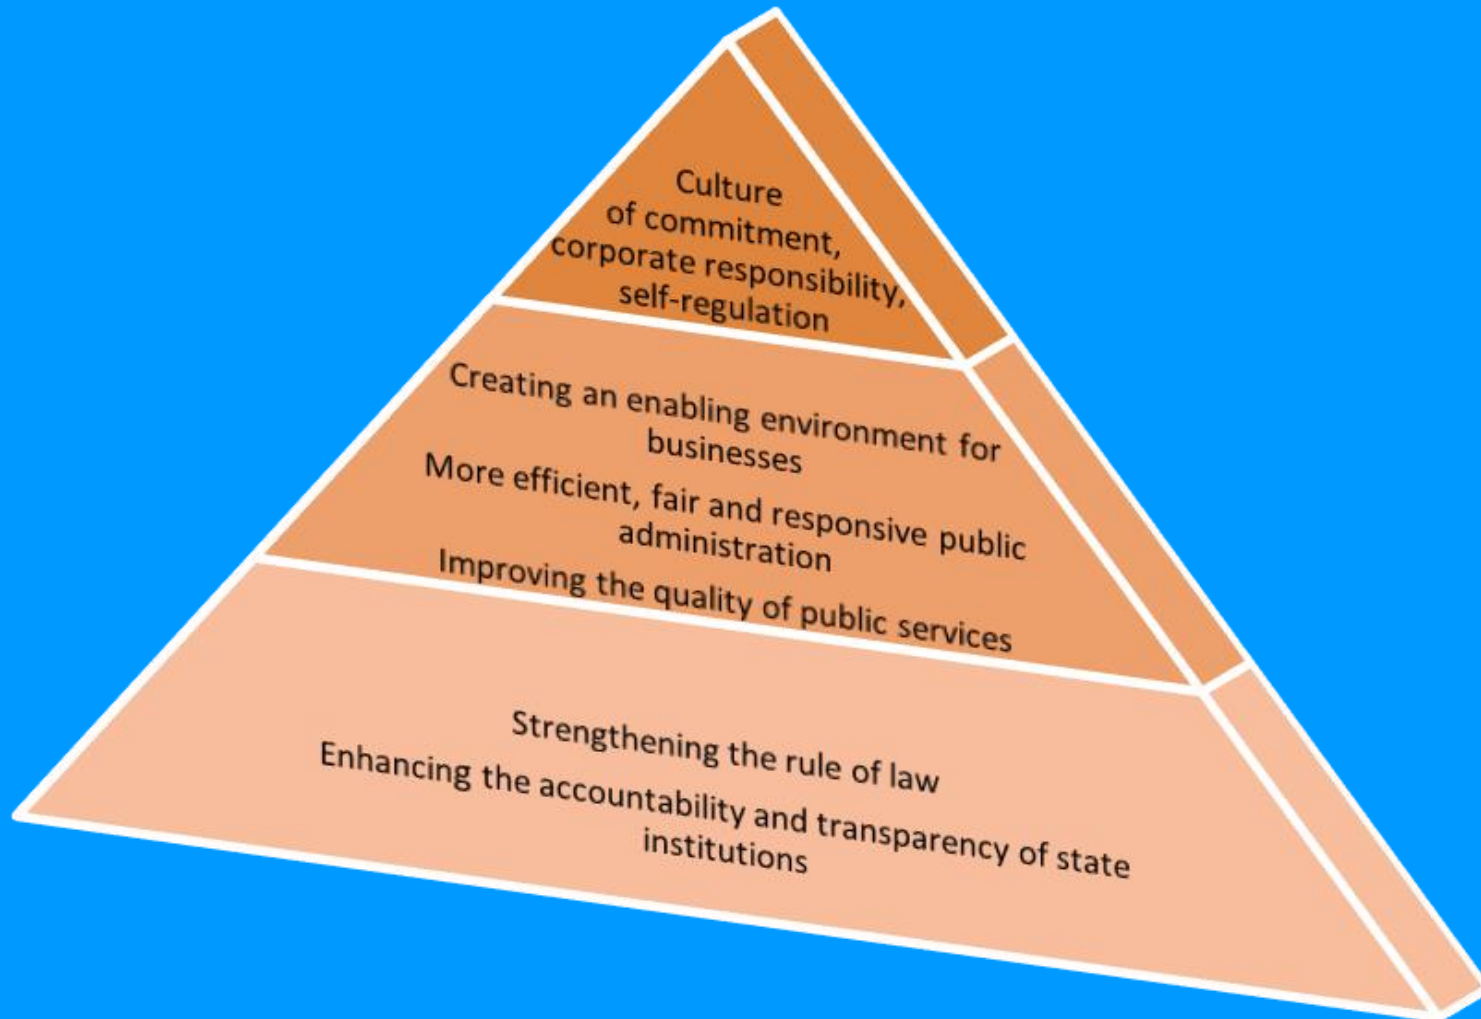 Culture
of commitment,
corporate responsibility,
self-regulation
Creating an enabling environment for
businesses
More efficient, fair and responsive public
administration
Improving the quality of public services
Strengthening the rule of law
Enhancing the accountability and transparency of state
institutions